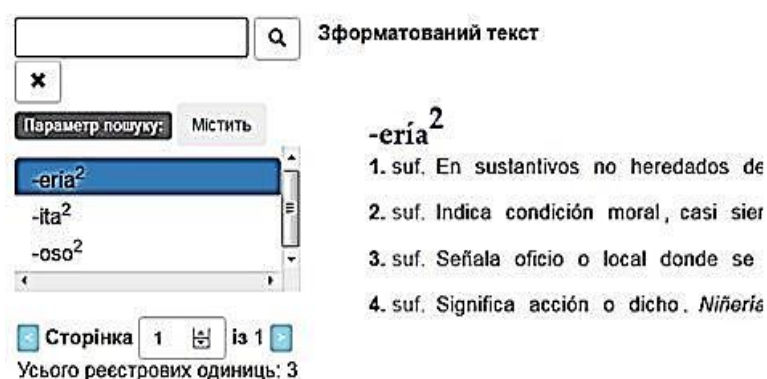 Зформатований текст
Параметр пошуку: Містить
-ería²
-ita²
-oso²
Сторінка 1 із 1
Усього реєстрових одиниць: 3
-ería²
1. suf. En sustantivos no heredados de
2. suf. Indica condición moral, casi
3. suf. Señala oficio o local donde se
4. suf. Significa acción o dicho. Niñería